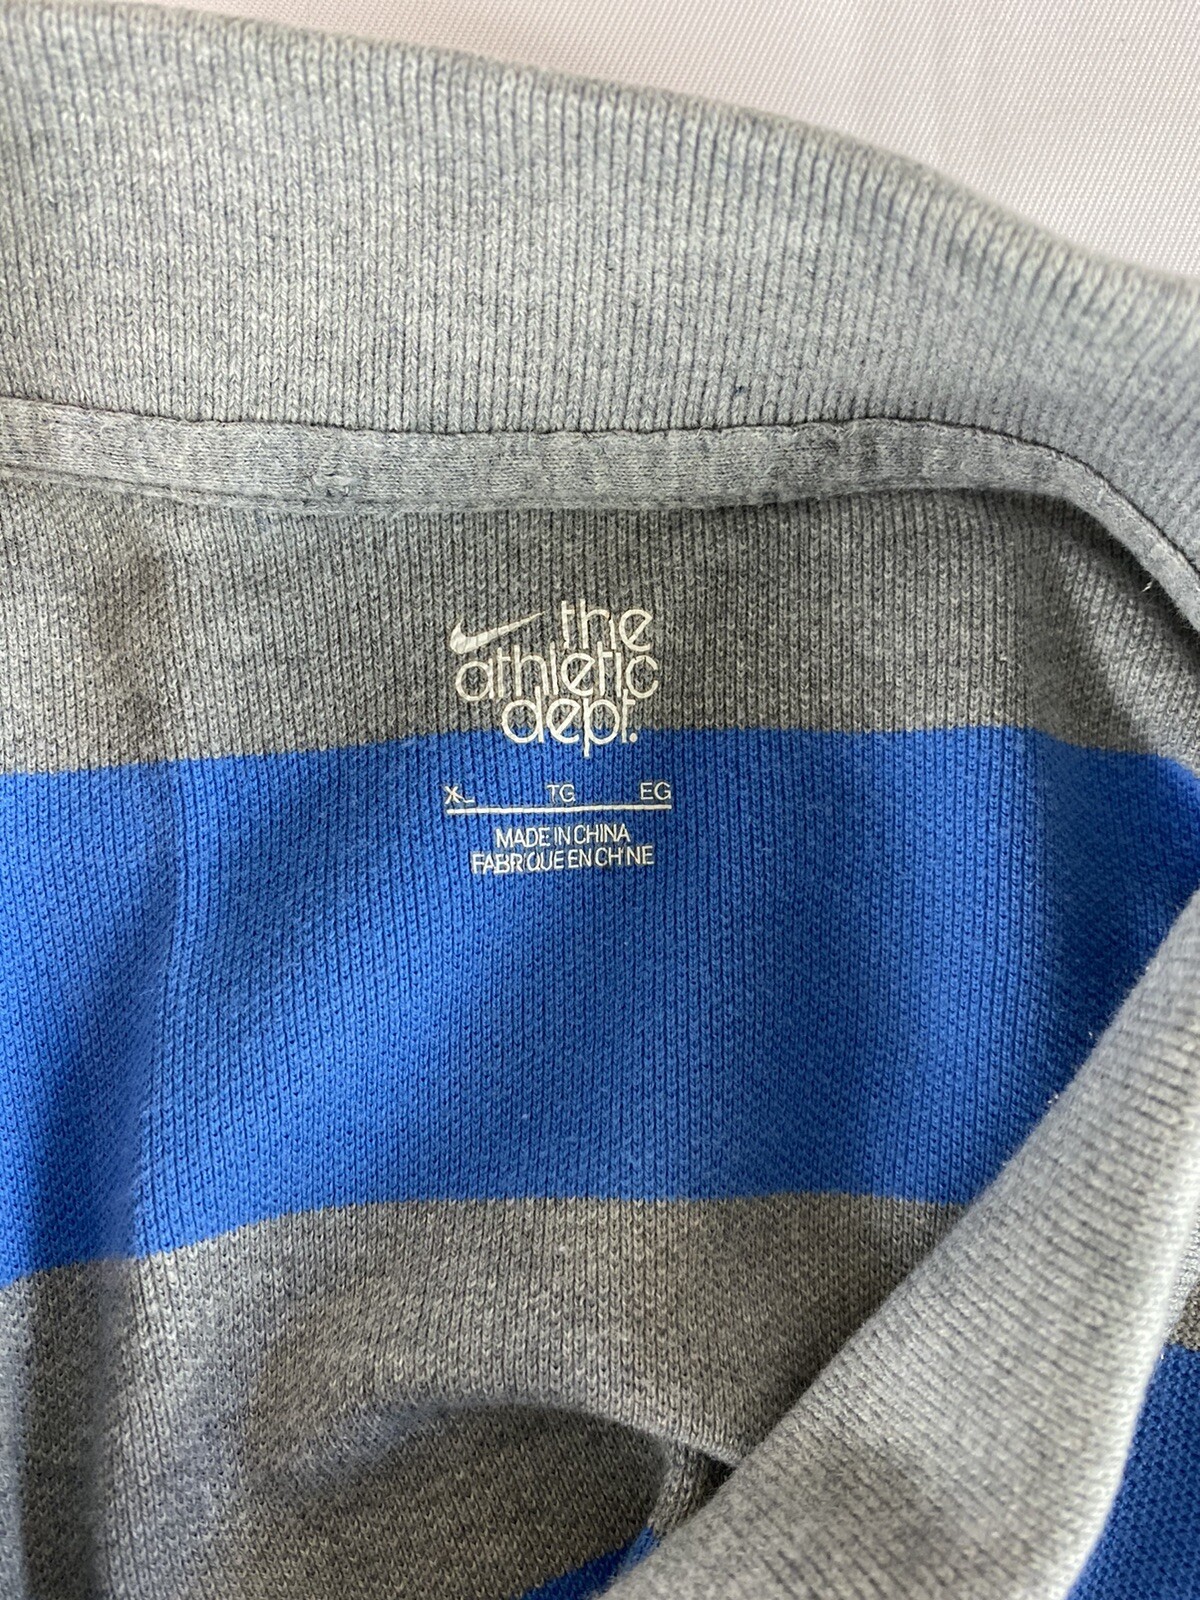 the
athletic
dept.
XL TG EG
MADE IN CHINA
FABRIQUE EN CHINE